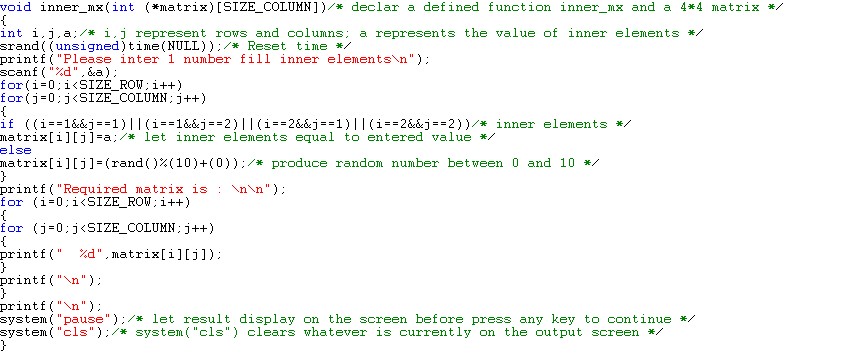 void inner_mx(int (*matrix)[SIZE_COLUMN])/* declar a defined function inner_mx and a 4*4 matrix */
{
int i,j,a;/* i,j represent rows and columns; a represents the value of inner elements */
srand((unsigned)time(NULL));/* Reset time */
printf("Please inter 1 number fill inner elements\n");
scanf("%d",&a);
for(i=0;i<SIZE_ROW;i++)
for(j=0;j<SIZE_COLUMN;j++)
{
if ((i==1&&j==1)||(i==1&&j==2)||(i==2&&j==1)||(i==2&&j==2))/* inner elements */
matrix[i][j]=a;/* let inner elements equal to entered value */
else
matrix[i][j]=(rand()%(10)+(0));/* produce random number between 0 and 10 */
}
printf("Required matrix is : \n\n");
for (i=0;i<SIZE_ROW;i++)
{
for (j=0;j<SIZE_COLUMN;j++)
{
printf("  %d",matrix[i][j]);
}
printf("\n");
}
printf("\n");
system("pause");/* let result display on the screen before press any key to continue */
system("cls");/* system("cls") clears whatever is currently on the output screen */
}